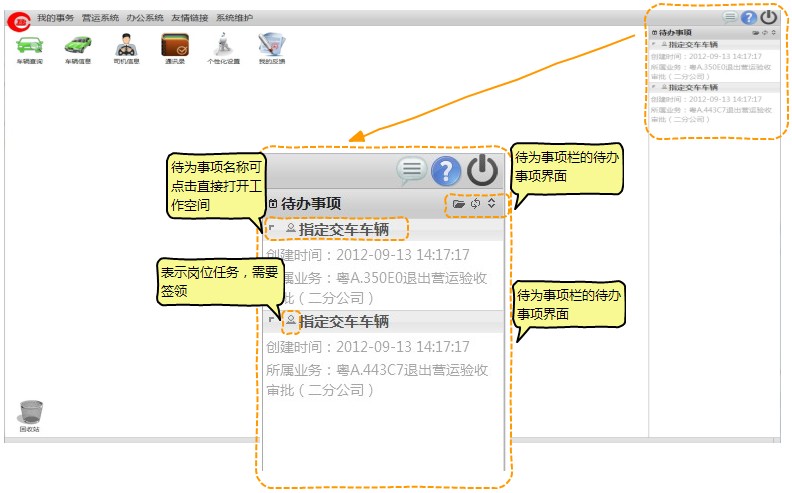 我的事务 营运系统 办公系统 友情链接 系统维护
车辆查询 车辆信息 司机信息 通讯录 个性化设置 我的反馈
待办事项
指定交车车辆
创建时间：2012-09-13 14:17:17
所属业务：粤A.350E0退出营运验收
审批（二分公司）
指定交车车辆
创建时间：2012-09-13 14:17:17
所属业务：粤A.443C7退出营运验收
审批（二分公司）
待为事项名称可
点击直接打开工
作空间
待为事项栏的待办
事项界面
待办事项
指定交车车辆
创建时间：2012-09-13 14:17:17
属业务：粤A.350E0退出营运验收
批（二分公司）
表示岗位任务，需要
签领
待为事项栏的待办
事项界面
指定交车车辆
创建时间：2012-09-13 14:17:17
所属业务：粤A.443C7退出营运验收
审批（二分公司）
回收站